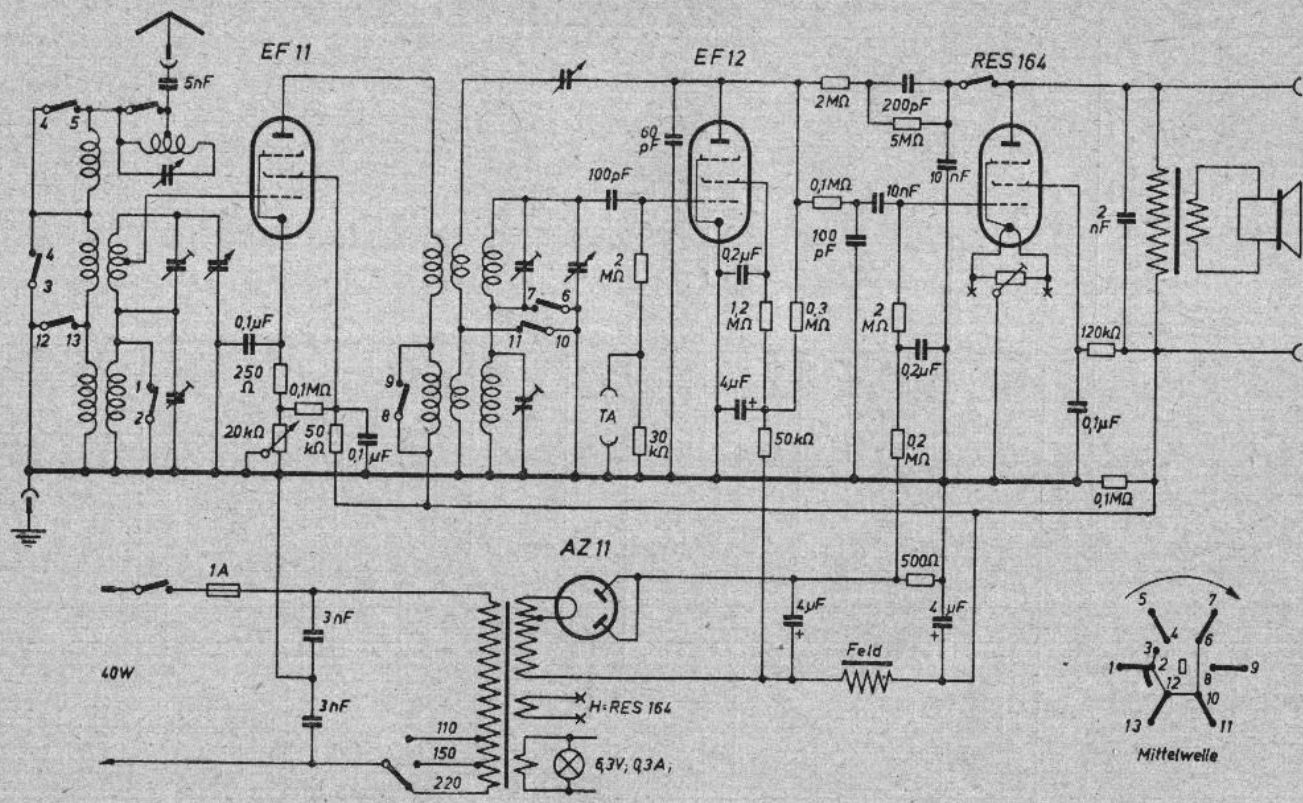 EF 11
EF 12
RES 164
5nF
4
5
2MΩ
200pF
5MΩ
60
pF
100pF
0,1MΩ
10nF
10 nF
100
pF
2
nF
4
3
12
13
1
2
0,1µF
250
Ω
0,1MΩ
20kΩ
50
kΩ
0,1µF
9
8
7
6
11
10
2
MΩ
TA
30
kΩ
0,2µF
1,2
MΩ
0,3
MΩ
4µF
+
50kΩ
2
MΩ
0,2µF
0,2
MΩ
120kΩ
0,1µF
0,1MΩ
AZ 11
1A
3nF
3nF
40W
110
150
220
4µF
+
500Ω
4 µF
+
Feld
H=RES 164
6,3V; 0,3A;
5
7
4
6
3
1
2
8
9
12
10
13
11
Mittelwelle